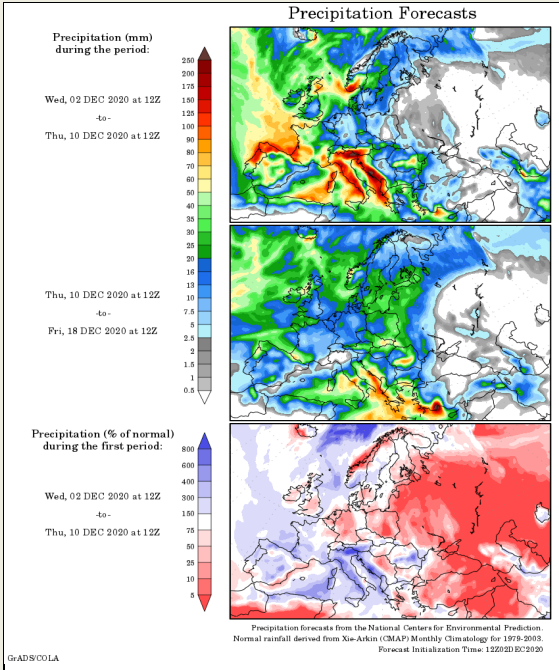 Precipitation Forecasts
Precipitation (mm)
during the period:
Wed, 02 DEC 2020 at 12Z
-to-
Thu, 10 DEC 2020 at 12Z
250
200
175
150
125
100
90
80
70
60
50
40
35
30
25
20
16
13
10
7.5
5
2.5
2
1.5
1
0.5
Thu, 10 DEC 2020 at 12Z
-to-
Fri, 18 DEC 2020 at 12Z
Precipitation (% of normal)
during the first period:
Wed, 02 DEC 2020 at 12Z
-to-
Thu, 10 DEC 2020 at 12Z
800
600
400
300
150
75
50
25
10
5
Precipitation forecasts from the National Centers for Environmental Prediction.
Normal rainfall derived from Xie-Arkin (CMAP) Monthly Climatology for 1979-2003.
Forecast Initialization Time: 12Z02DEC2020
GrADS/COLA